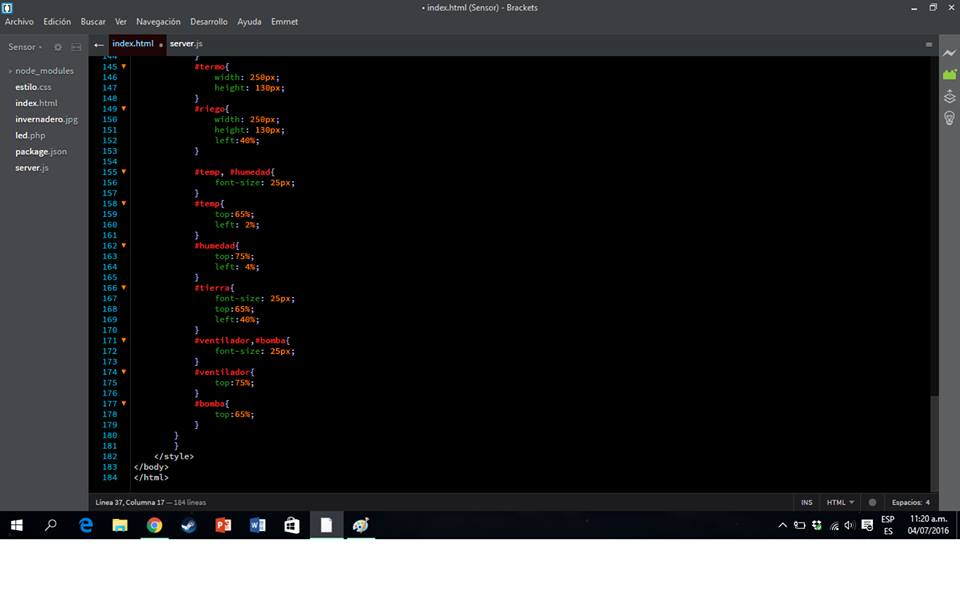 • index.html (Sensor) - Brackets
Archivo Edición Buscar Ver Navegación Desarrollo Ayuda Emmet
Sensor
node_modules
estilo.css
index.html
invernadero.jpg
led.php
package.json
server.js
index.html • server.js
144 }
145 #termo{
146 width: 250px;
147 height: 130px;
148 }
149 #riego{
150 width: 250px;
151 height: 130px;
152 left:40%;
153 }
154
155 #temp, #humedad{
156 font-size: 25px;
157 }
158 #temp{
159 top:65%;
160 left: 2%;
161 }
162 #humedad{
163 top:75%;
164 left: 4%;
165 }
166 #tierra{
167 font-size: 25px;
168 top:65%;
169 left:40%;
170 }
171 #ventilador,#bomba{
172 font-size: 25px;
173 }
174 #ventilador{
175 top:75%;
176 }
177 #bomba{
178 top:65%;
179 }
180 }
181 }
182 </style>
183 </body>
184 </html>
Línea 37, Columna 17 — 184 líneas INS HTML Espacios: 4
ESP 11:20 a.m.
ES 04/07/2016